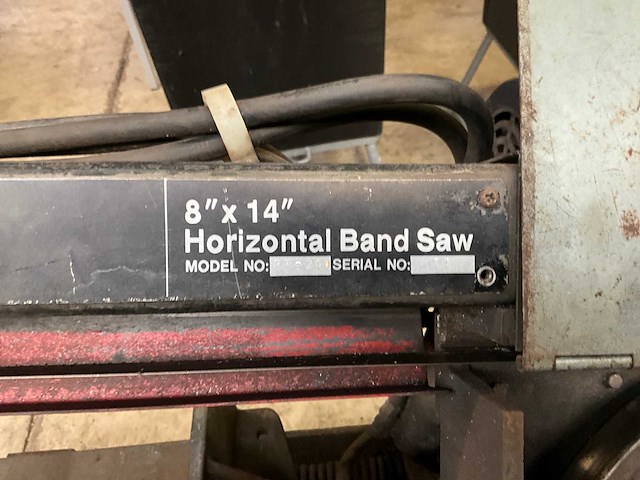 8" x 14"
Horizontal Band Saw
MODEL NO: SERIAL NO: